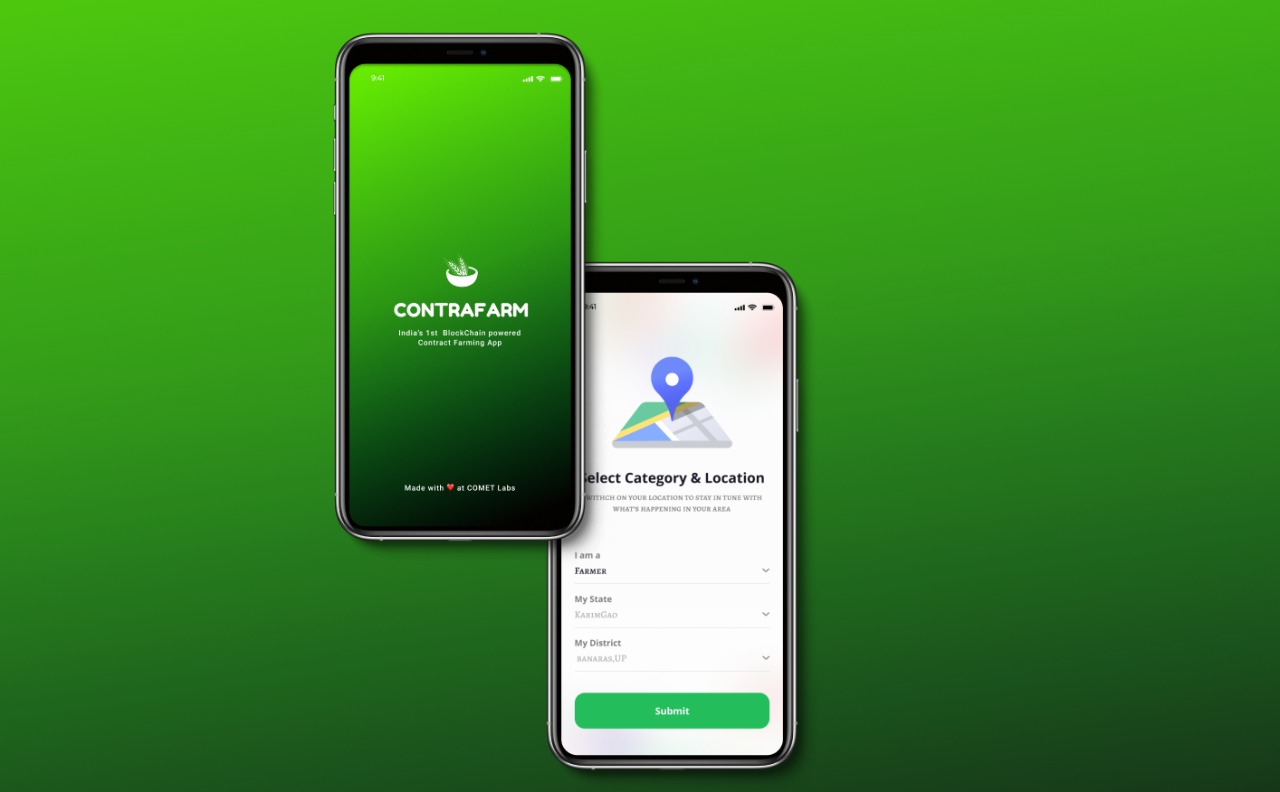 9:41
CONTRAFARM
India's 1st BlockChain powered
Contract Farming App
Made with ❤ at COMET Labs
:41
Select Category & Location
WITHCH ON YOUR LOCATION TO STAY IN TUNE WITH
WHAT'S HAPPENING IN YOUR AREA
I am a
FARMER
My State
KARIMGAO
My District
BANARAS,UP
Submit